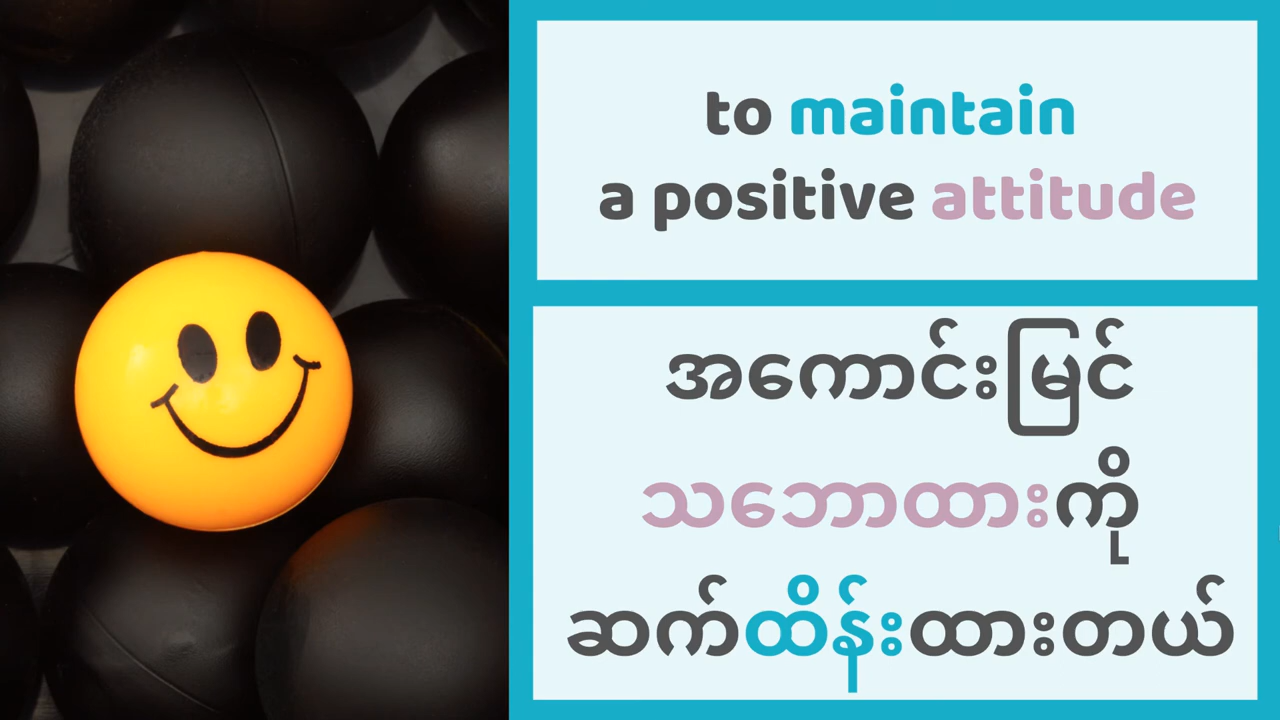 to maintain
a positive attitude
အကောင်းမြင်
သဘောထားကို
ဆက်ထိန်းထားတယ်